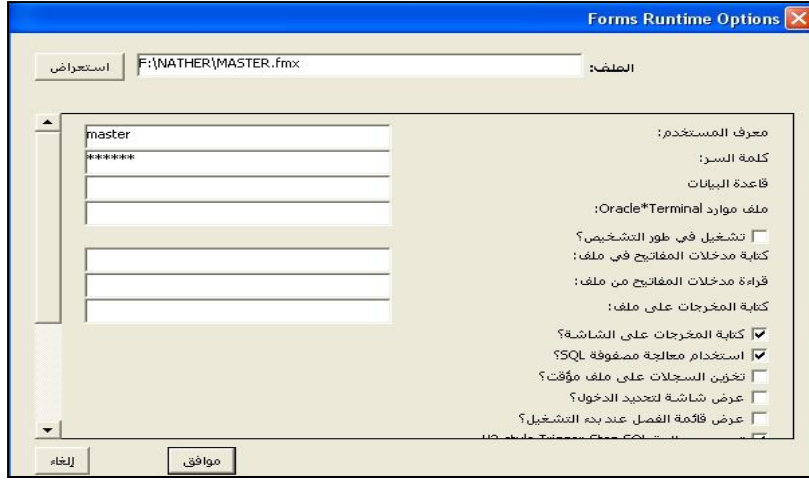 Forms Runtime Options
الملف: F:\NATHER\MASTER.fmx استعراض
معرف المستخدم: master
كلمة السر: ******
قاعدة البيانات
ملف موارد Oracle*Terminal:
تشغيل في طور التشخيص؟
كتابة مدخلات المفاتيح في ملف:
قراءة مدخلات المفاتيح من ملف:
كتابة المخرجات على ملف:
كتابة المخرجات على الشاشة؟
استخدام معالجة مصفوفة SQL؟
تخزين السجلات على ملف مؤقت؟
عرض شاشة لتحديد الدخول؟
عرض قائمة الفصل عند بدء التشغيل؟
موافق إلغاء